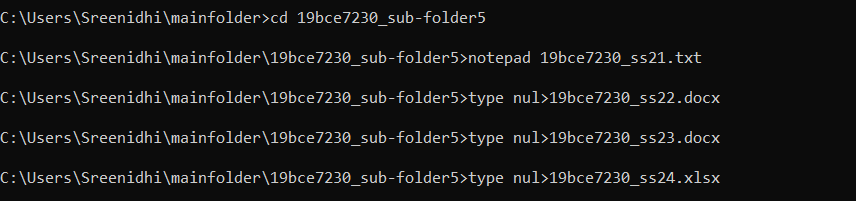 C:\Users\Sreenidhi\mainfolder>cd 19bce7230_sub-folder5
C:\Users\Sreenidhi\mainfolder\19bce7230_sub-folder5>notepad 19bce7230_ss21.txt
C:\Users\Sreenidhi\mainfolder\19bce7230_sub-folder5>type nul>19bce7230_ss22.docx
C:\Users\Sreenidhi\mainfolder\19bce7230_sub-folder5>type nul>19bce7230_ss23.docx
C:\Users\Sreenidhi\mainfolder\19bce7230_sub-folder5>type nul>19bce7230_ss24.xlsx